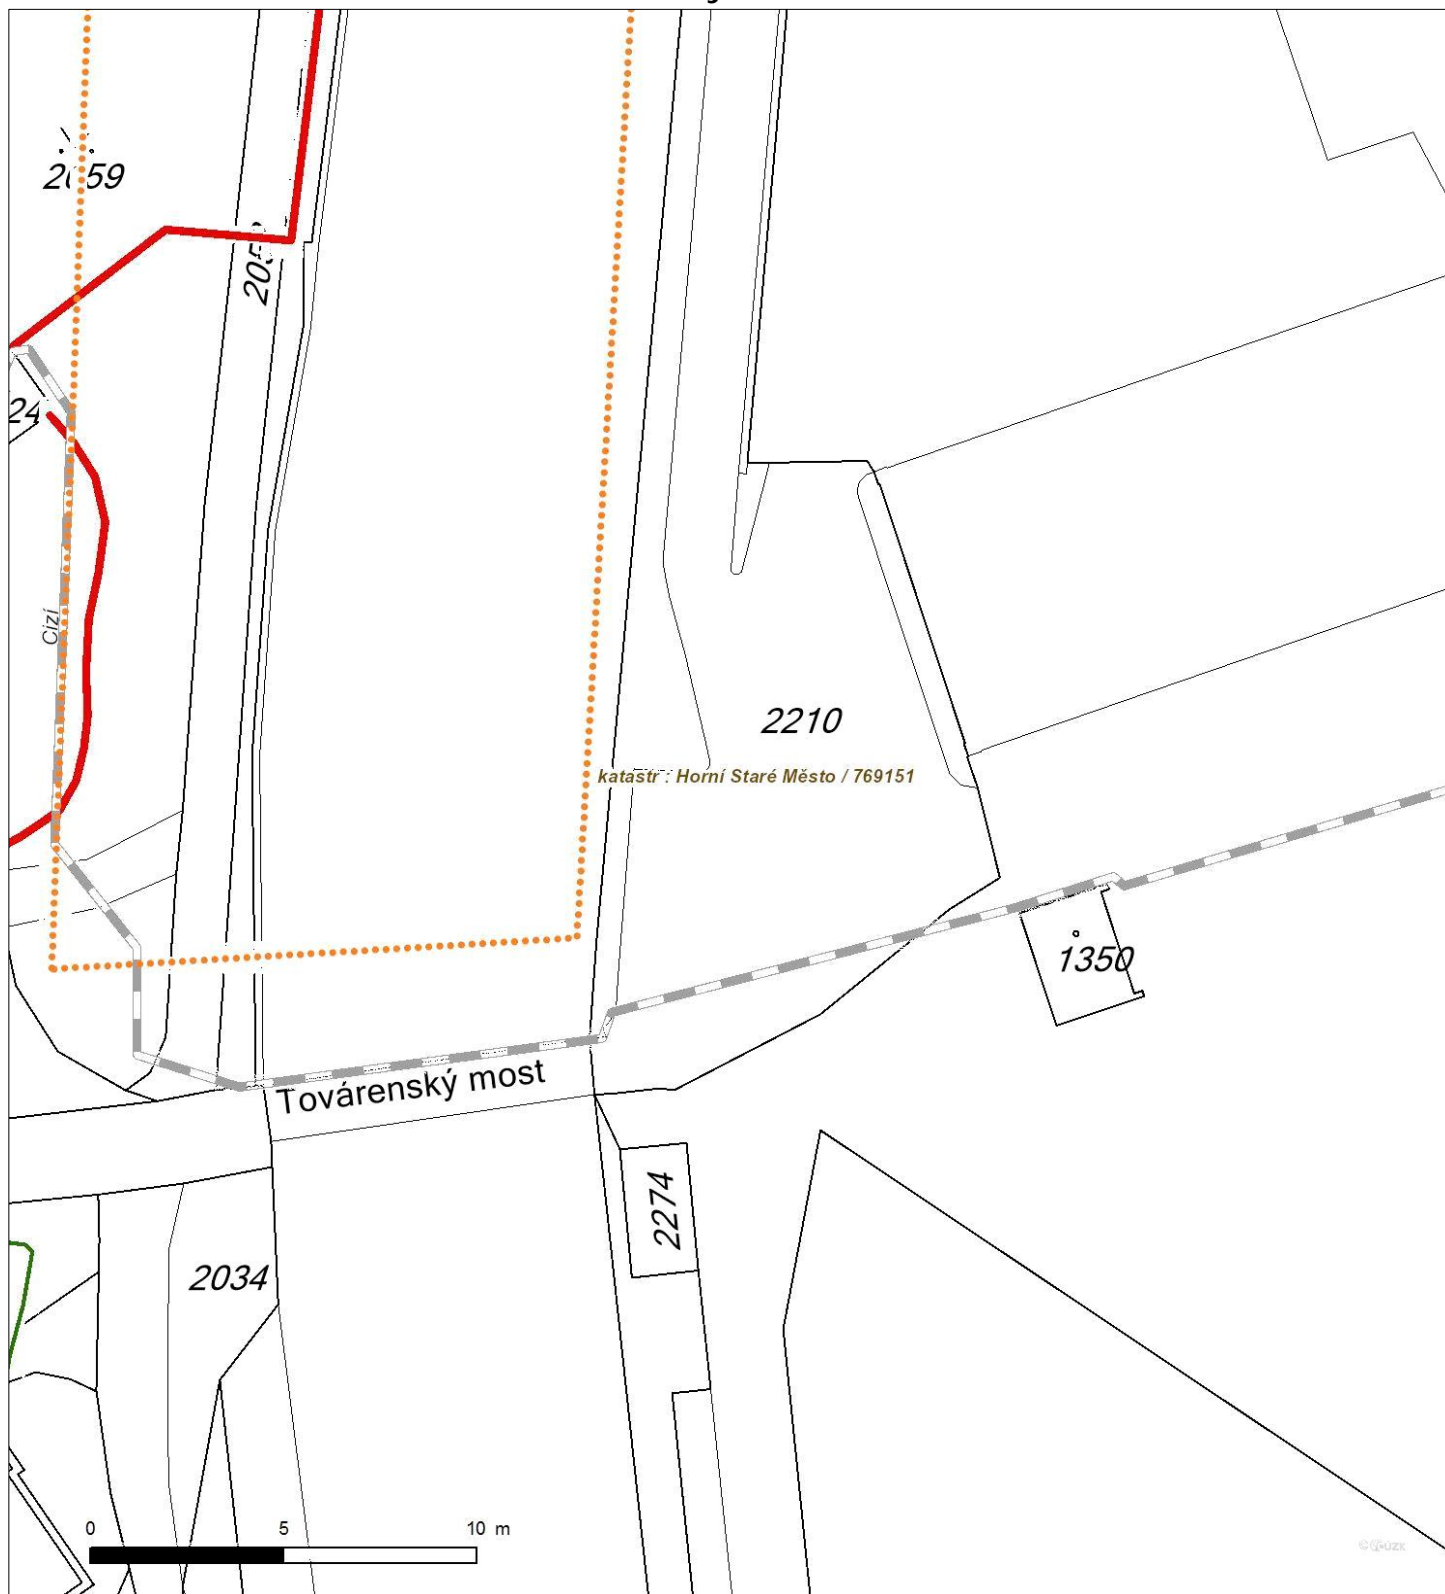 katastr : Horní Staré Město / 769151
2210
Cizí
1350
Továrenský most
2274
2034
0 5 10 m